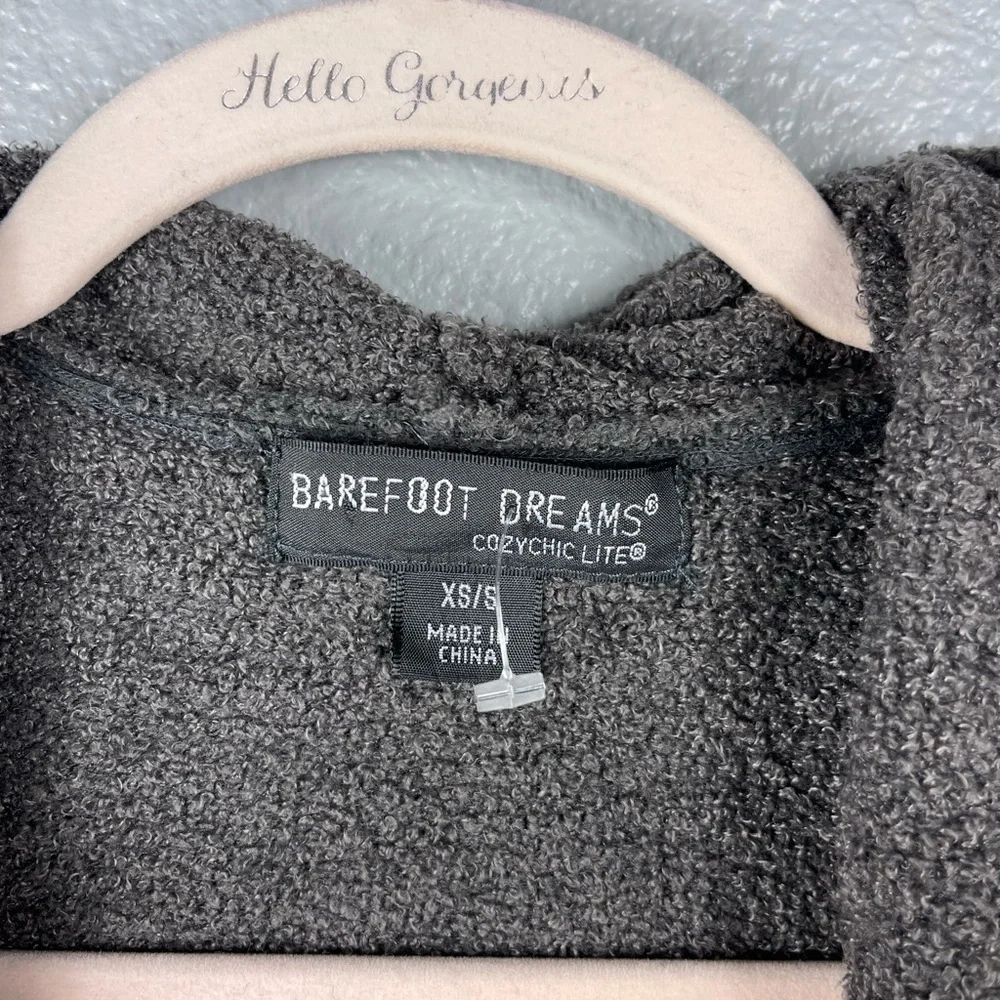 Hello Gorgeous
BAREFOOT DREAMS®
COZYCHIC LITE®
XS/S
MADE IN
CHINA